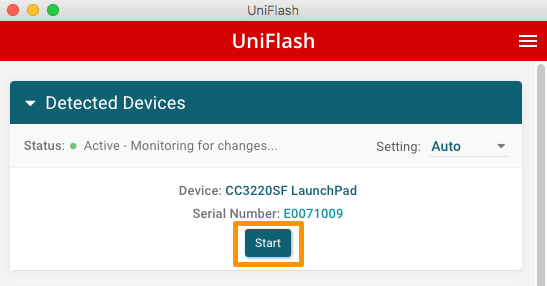 UniFlash
UniFlash
Detected Devices
Status: Active - Monitoring for changes... Setting: Auto
Device: CC3220SF LaunchPad
Serial Number: E0071009
Start